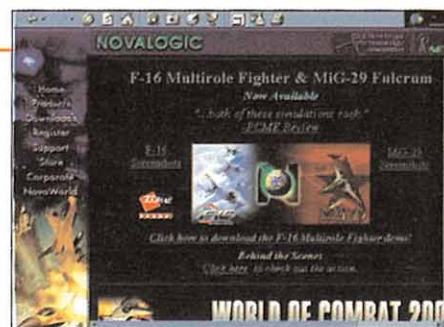 NOVALOGIC
F-16 Multirole Fighter & MiG-29 Fulcrum
Now Available
"...both of these simulations rock."
-PCME Review
Home
Products
Downloads
Register
Support
Store
Corporate
NovaWorld
F-16
Screenshots
MiG-29
Screenshots
Click here to download the F-16 Multirole Fighter demo!
Behind the Scenes
Click here to check out the action.
WORLD OF COMBAT 200